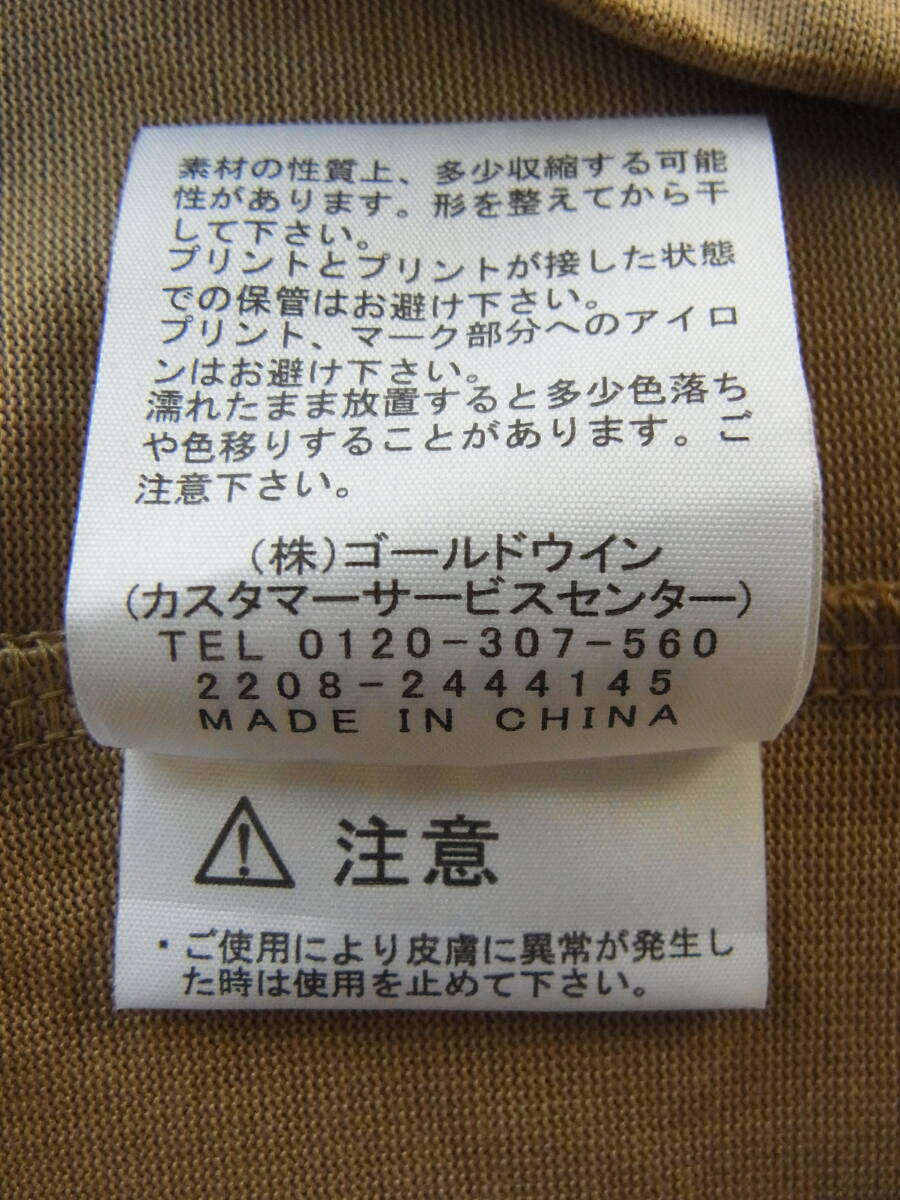 素材の性質上、多少収縮する可能
性があります。形を整えてから干
して下さい。
プリントとプリントが接した状態
での保管はお避け下さい。
プリント、マーク部分へのアイロ
ンはお避け下さい。
濡れたまま放置すると多少色落ち
や色移りすることがあります。ご
注意下さい。
(株)ゴールドウイン
(カスタマーサービスセンター)
TEL 0120-307-560
2208-2444145
MADE IN CHINA
注意
・ご使用により皮膚に異常が発生し
た時は使用を止めて下さい。